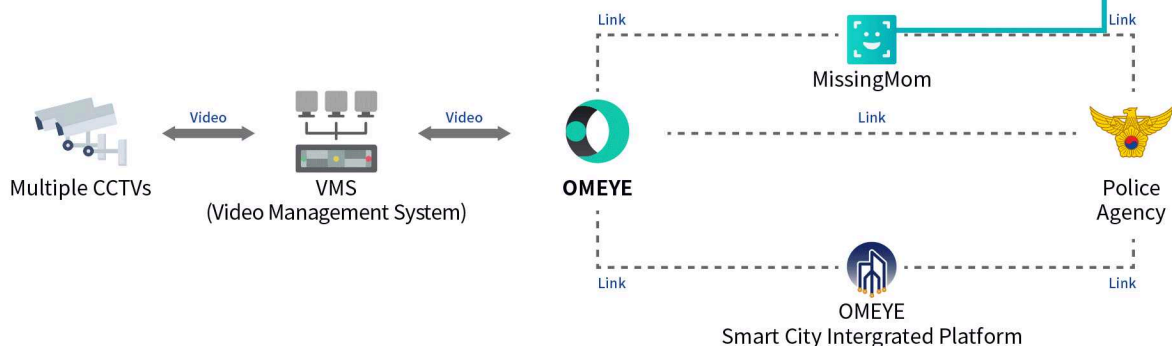 Link
Link
MissingMom
Video
Video
Link
Multiple CCTVs
VMS
(Video Management System)
OMEYE
Police
Agency
Link
Link
OMEYE
Smart City Intergrated Platform